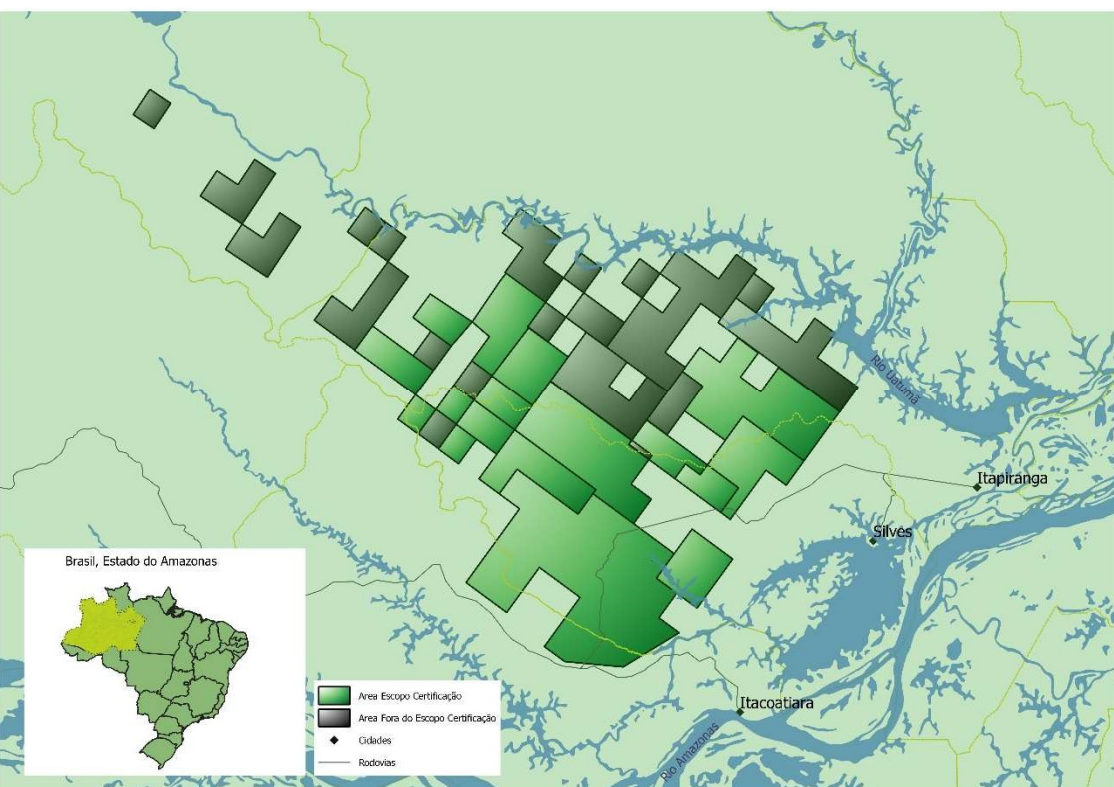 Rio Uatumã
Itapiranga
Silves
Brasil, Estado do Amazonas
Area Escopo Certificação
Area Fora do Escopo Certificação
Cidades
Rodovias
Itacoatiara
Rio Amazonas